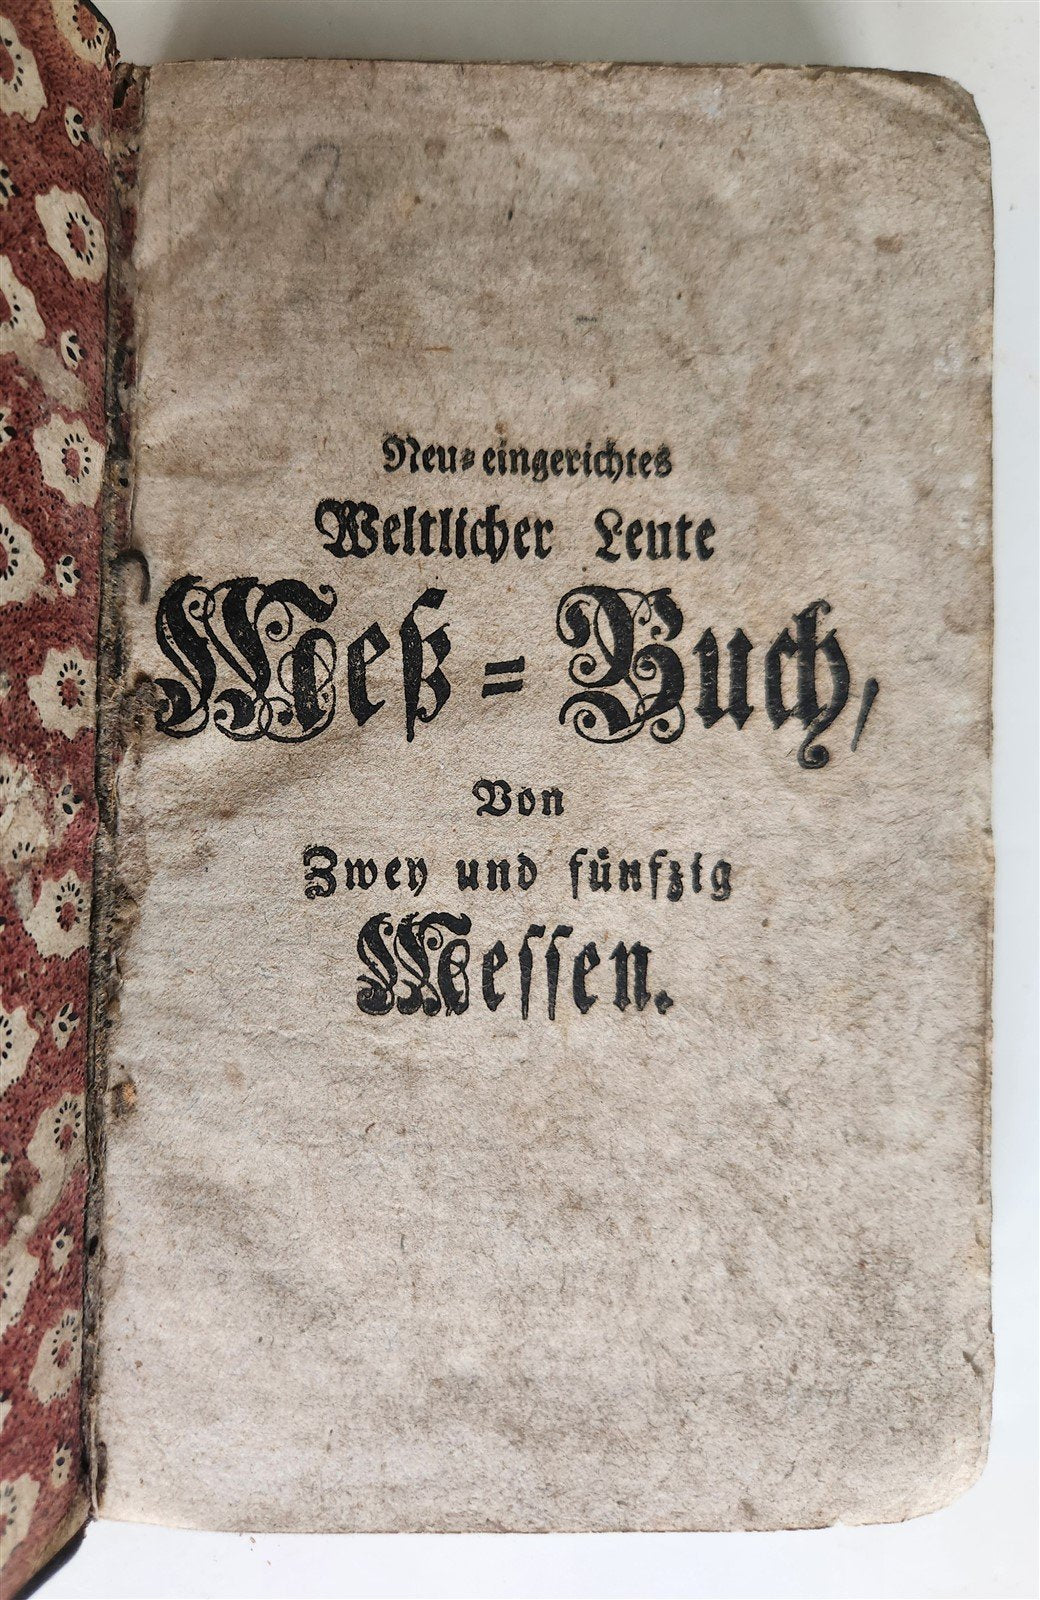 Neu-eingerichtes
Weltlicher Leute
Meß-Buch,
Von
Zwey und fünfzig
Messen.